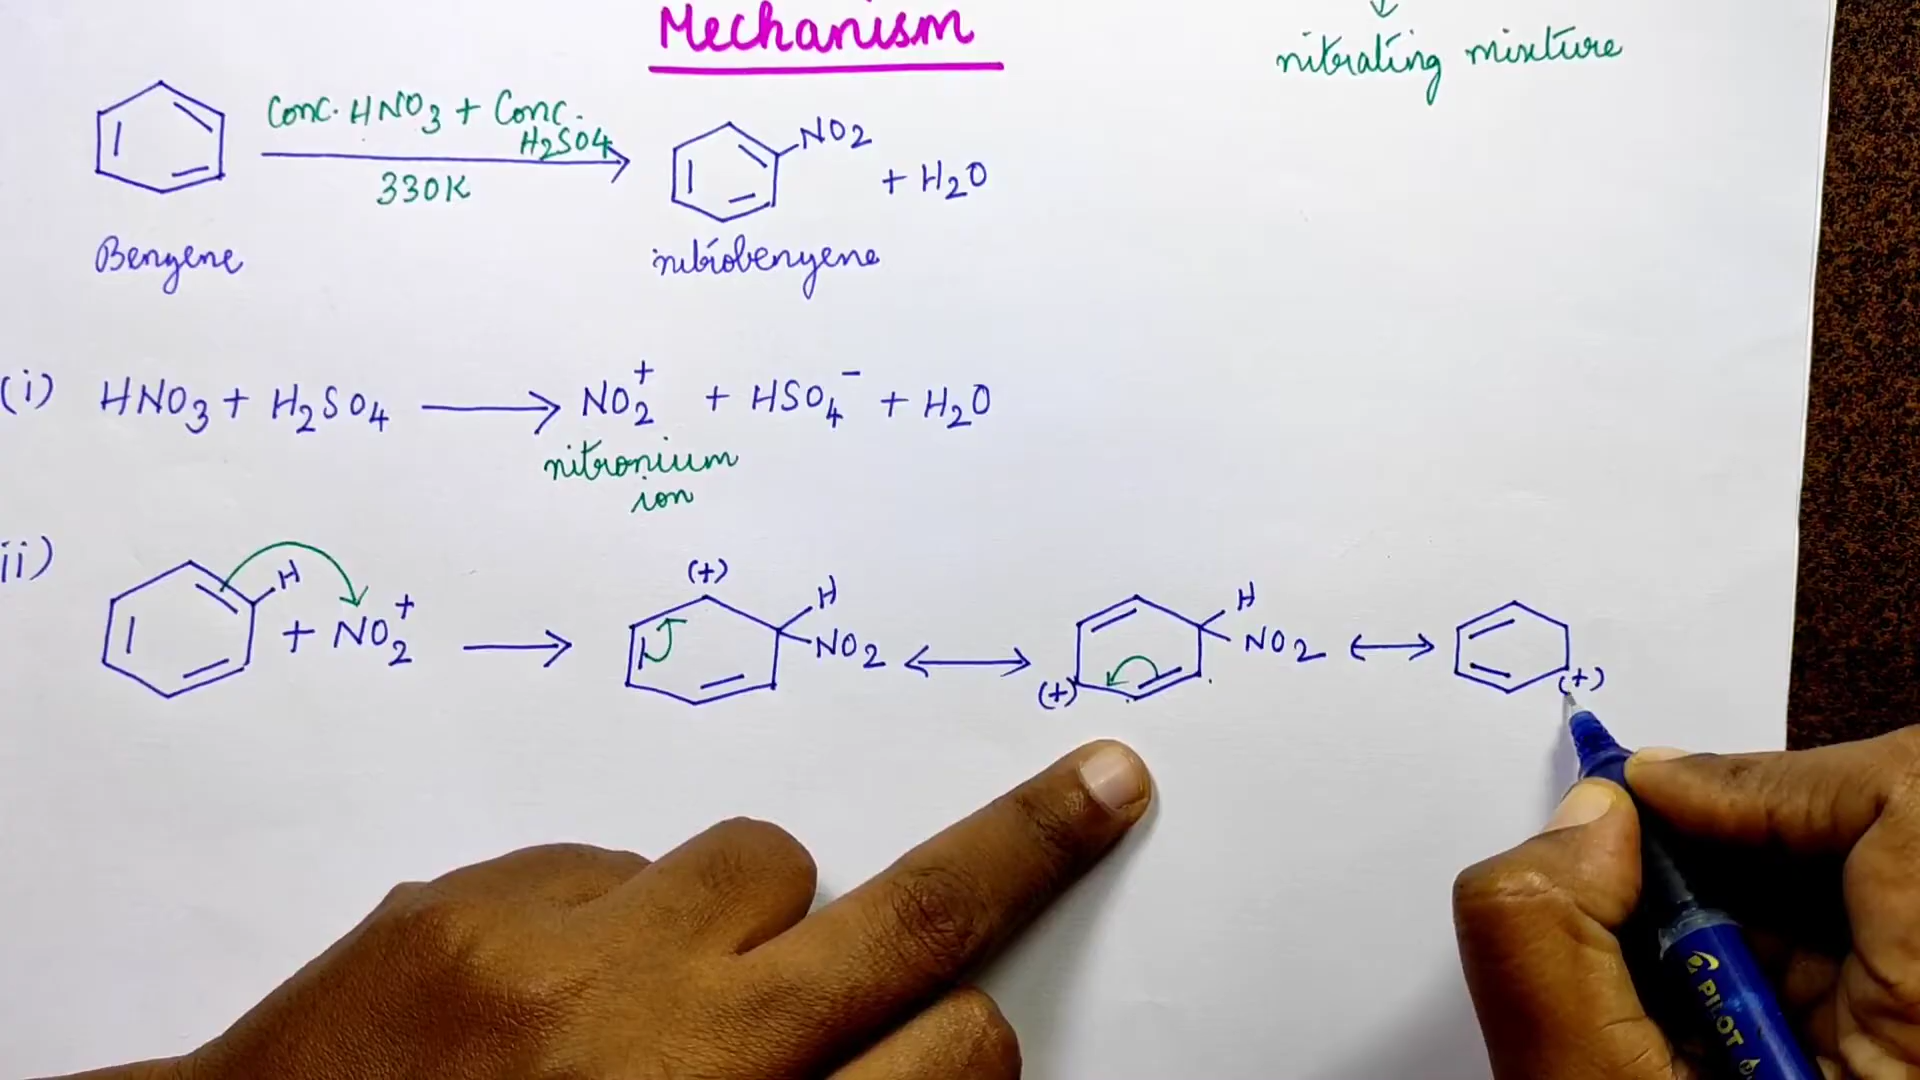 Mechanism
nitrating mixture
Conc. HNO3 + Conc.
H2SO4
330K
NO2
+ H2O
Benzene
nitrobenzene
(i) HNO3 + H2SO4 ⟶ NO2+ + HSO4- + H2O
nitronium
ion
ii) H + NO2+ ⟶ (+) H NO2 ⟷ (+) H NO2 ⟷ (+)
PILOT